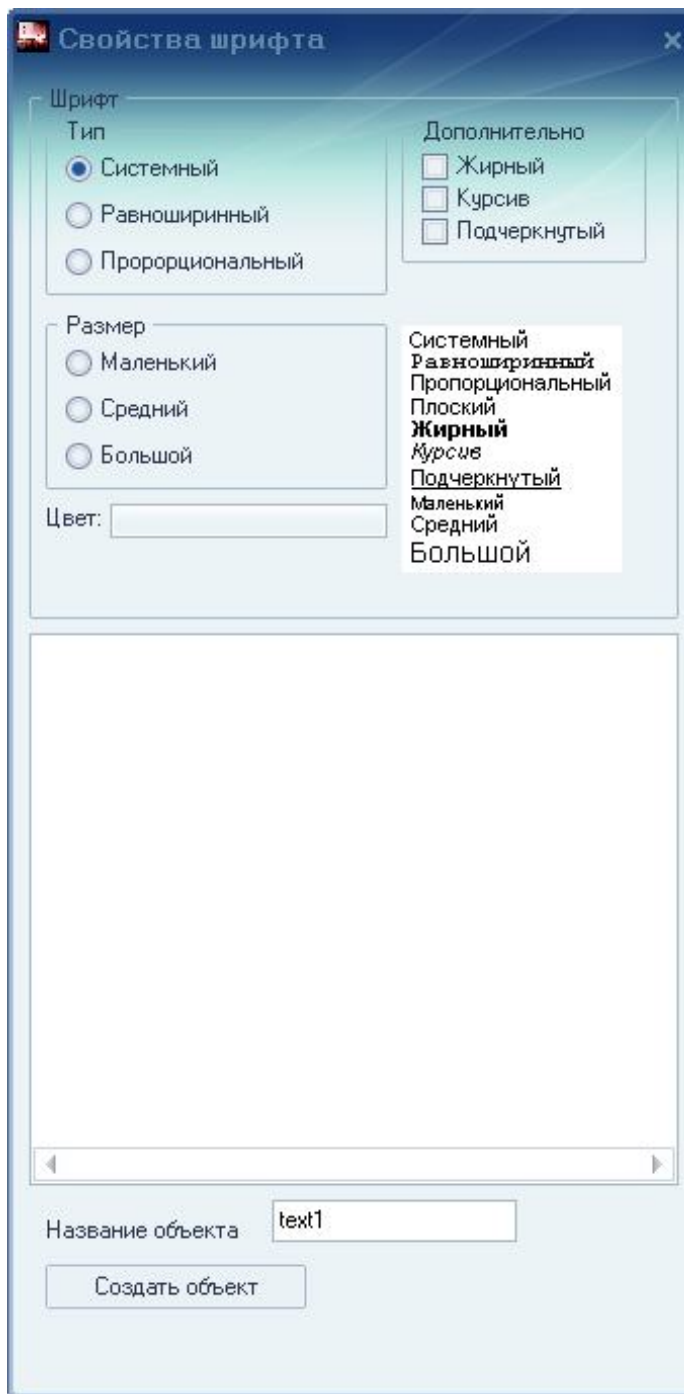 Свойства шрифта
Шрифт
Тип
Системный
Равноширинный
Пророрциональный
Дополнительно
Жирный
Курсив
Подчеркнутый
Размер
Маленький
Средний
Большой
Цвет:
Системный
Равноширинный
Пропорциональный
Плоский
Жирный
Курсив
Подчеркнутый
Маленький
Средний
Большой
Название объекта text1
Создать объект